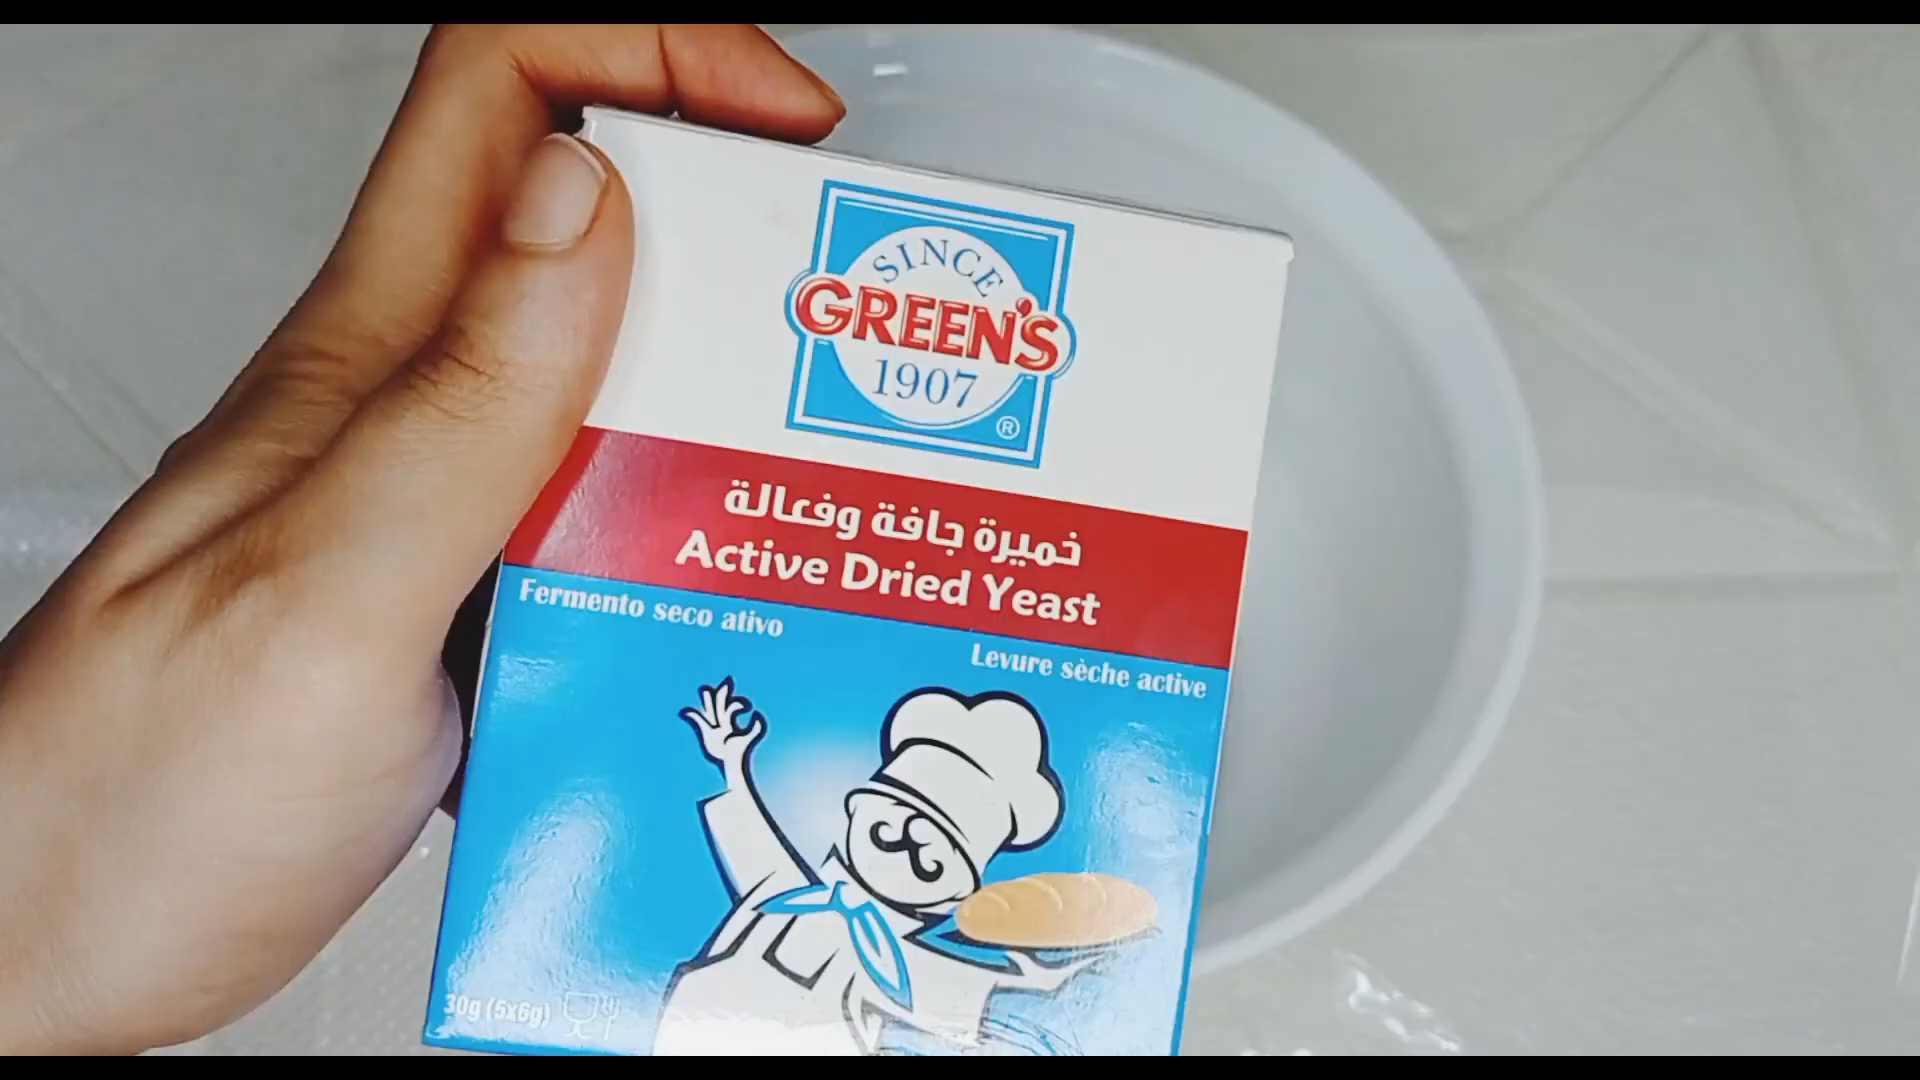 SINCE
GREEN'S
1907
®
خميرة جافة وفعالة
Active Dried Yeast
Fermento seco ativo
Levure sèche active
30g (5x6g)